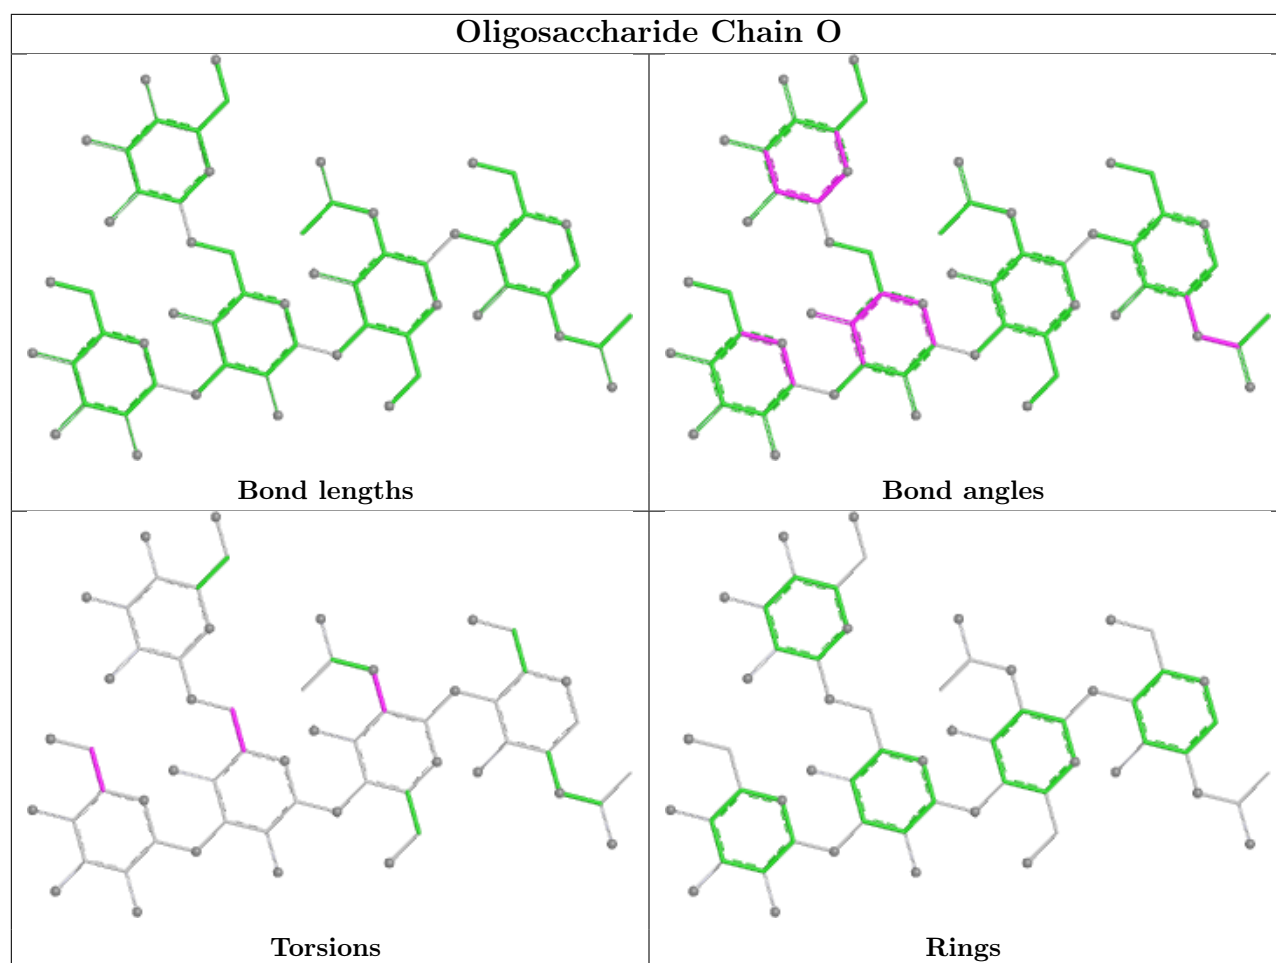 Oligosaccharide Chain O
Bond lengths
Bond angles
Torsions
Rings